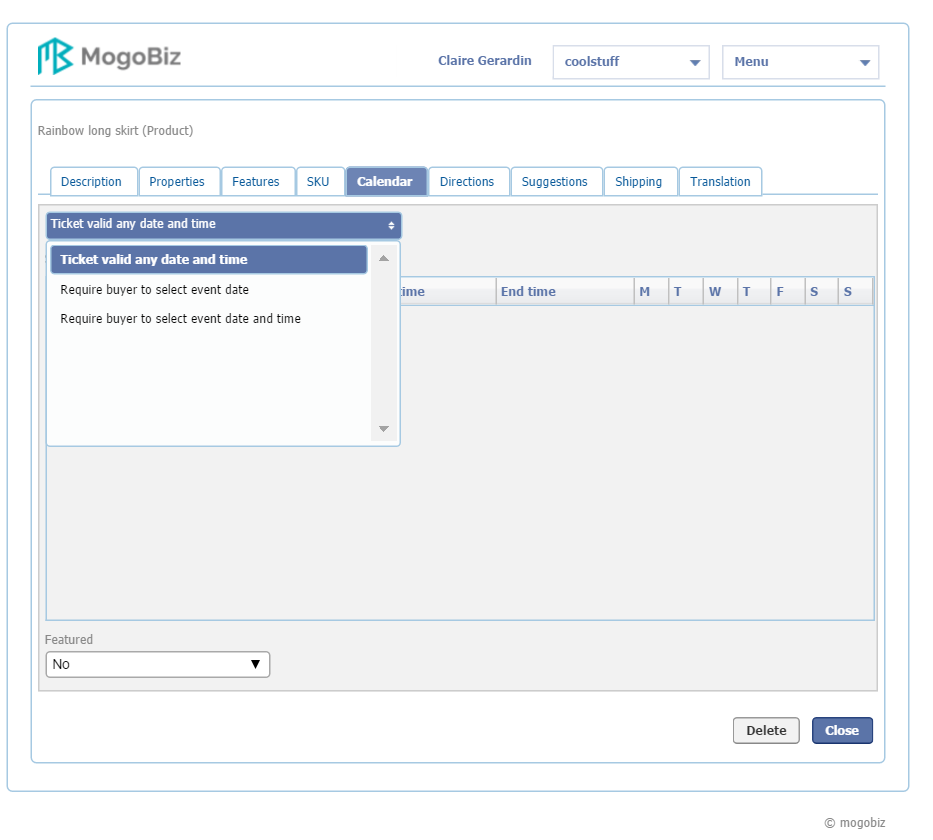 MogoBiz
Claire Gerardin
coolstuff
Menu
Rainbow long skirt (Product)
Description Properties Features SKU Calendar Directions Suggestions Shipping Translation
Ticket valid any date and time
Ticket valid any date and time
Require buyer to select event date
Require buyer to select event date and time
time End time M T W T F S S
Featured
No
Delete Close
© mogobiz